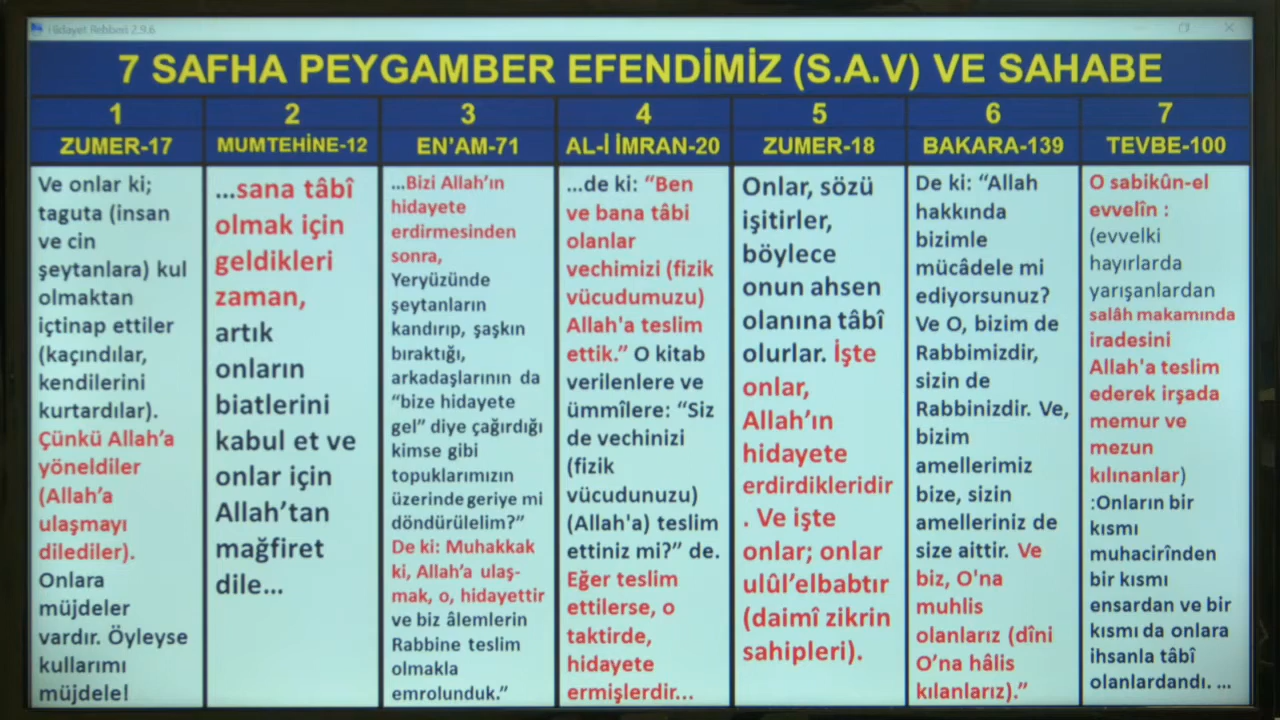 Hidayet Rehberi 2.9.6
7 SAFHA PEYGAMBER EFENDİMİZ (S.A.V) VE SAHABE
1
ZUMER-17
Ve onlar ki;
taguta (insan
ve cin
şeytanlara) kul
olmaktan
içtinap ettiler
(kaçındılar,
kendilerini
kurtardılar).
Çünkü Allah’a
yöneldiler
(Allah’a
ulaşmayı
dilediler).
Onlara
müjdeler
vardır. Öyleyse
kullarımı
müjdele!
2
MUMTEHİNE-12
...sana tâbî
olmak için
geldikleri
zaman,
artık
onların
biatlerini
kabul et ve
onlar için
Allah’tan
mağfiret
dile...
3
EN’AM-71
...Bizi Allah’ın
hidayete
erdirmesinden
sonra,
Yeryüzünde
şeytanların
kandırıp, şaşkın
bıraktığı,
arkadaşlarının da
“bize hidayete
gel” diye çağırdığı
kimse gibi
topuklarımızın
üzerinde geriye mi
döndürülelim?”
De ki: Muhakkak
ki, Allah’a ulaş-
mak, o, hidayettir
ve biz âlemlerin
Rabbine teslim
olmakla
emrolunduk.”
4
AL-İ İMRAN-20
...de ki: “Ben
ve bana tâbi
olanlar
vechimizi (fizik
vücudumuzu)
Allah'a teslim
ettik.” O kitab
verilenlere ve
ümmîlere: “Siz
de vechinizi
(fizik
vücudunuzu)
(Allah'a) teslim
ettiniz mi?” de.
Eğer teslim
ettilerse, o
taktirde,
hidayete
ermişlerdir...
5
ZUMER-18
Onlar, sözü
işitirler,
böylece
onun ahsen
olanına tâbî
olurlar. İşte
onlar,
Allah’ın
hidayete
erdirdikleridir
. Ve işte
onlar; onlar
ulûl’elbabtır
(daimî zikrin
sahipleri).
6
BAKARA-139
De ki: “Allah
hakkında
bizimle
mücâdele mi
ediyorsunuz?
Ve O, bizim de
Rabbimizdir,
sizin de
Rabbinizdir. Ve,
bizim
amellerimiz
bize, sizin
amelleriniz de
size aittir. Ve
biz, O'na
muhlis
olanlarız (dîni
O’na hâlis
kılanlarız).”
7
TEVBE-100
O sabikûn-el
evvelîn :
(evvelki
hayırlarda
yarışanlardan
salâh makamında
iradesini
Allah'a teslim
ederek irşada
memur ve
mezun
kılınanlar)
:Onların bir
kısmı
muhacirînden
bir kısmı
ensardan ve bir
kısmı da onlara
ihsanla tâbî
olanlardandı. ...